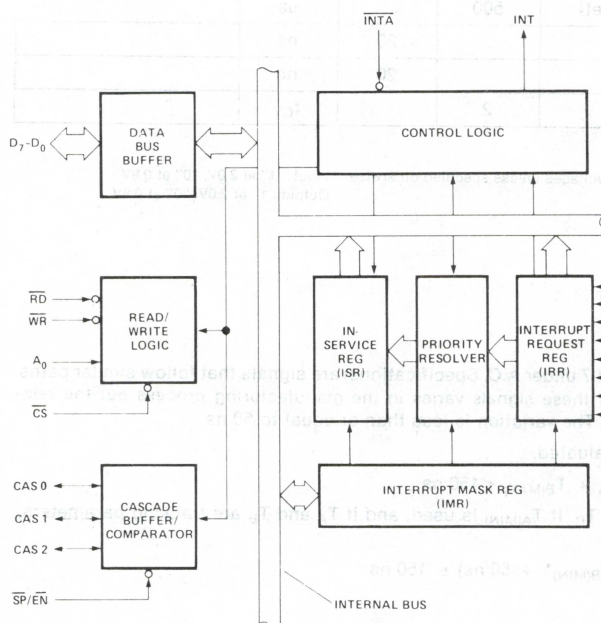 500
2
INTA
INT
D7-D0
DATA
BUS
BUFFER
CONTROL LOGIC
RD
WR
A0
CS
READ/
WRITE
LOGIC
IN-
SERVICE
REG
(ISR)
PRIORITY
RESOLVER
INTERRUPT
REQUEST
REG
(IRR)
CAS 0
CAS 1
CAS 2
SP/EN
CASCADE
BUFFER/
COMPARATOR
INTERRUPT MASK REG
(IMR)
INTERNAL BUS